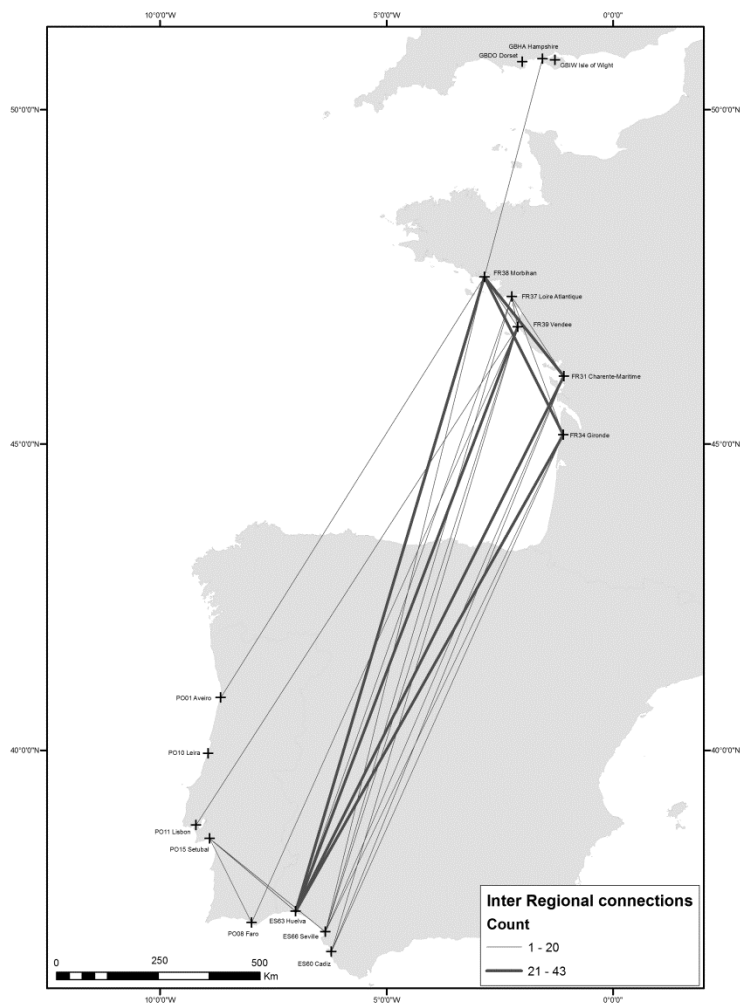 10°0'0"W 5°0'0"W 0°0'0"
GBHA Hampshire
GBDO Dorset
GBIW Isle of Wight
50°0'0"N 50°0'0"N
FR38 Morbihan
FR37 Loire Atlantique
FR39 Vendee
FR31 Charente-Maritime
FR34 Gironde
45°0'0"N 45°0'0"N
PO01 Aveiro
40°0'0"N 40°0'0"N
PO10 Leira
PO11 Lisbon
PO15 Setubal
ES63 Huelva
PO08 Faro
ES66 Seville
ES60 Cadiz
Inter Regional connections
Count
1 - 20
21 - 43
0 250 500
Km
10°0'0"W 5°0'0"W 0°0'0"